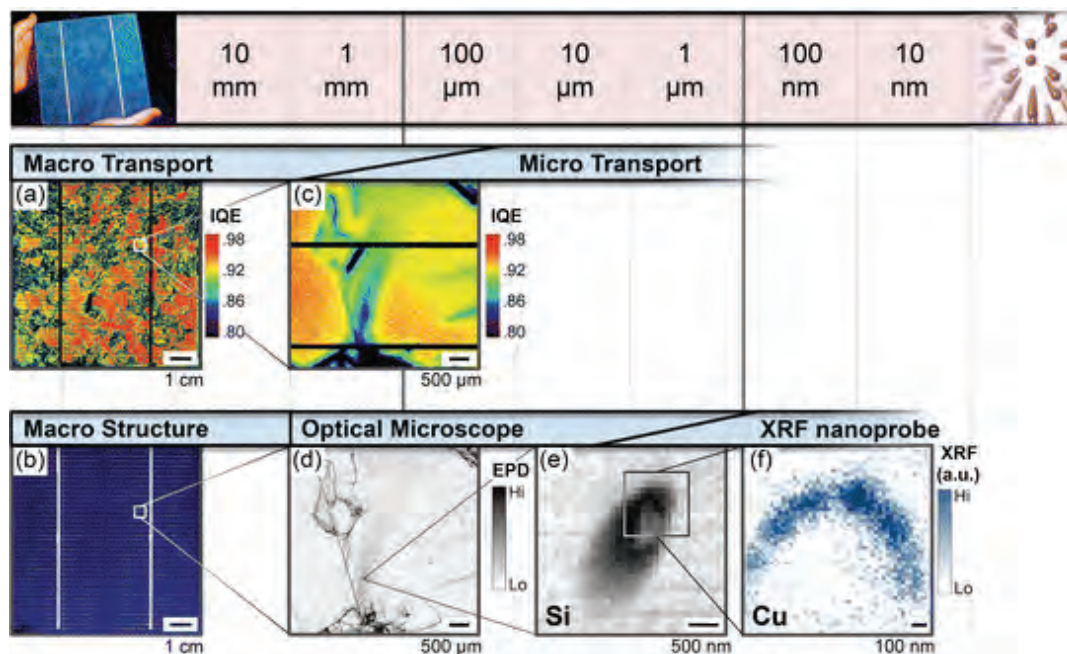 10 mm
1 mm
100 µm
10 µm
1 µm
100 nm
10 nm
Macro Transport
Micro Transport
(a)
IQE
.98
.92
.86
.80
1 cm
(c)
IQE
.98
.92
.86
.80
500 µm
Macro Structure
Optical Microscope
XRF nanoprobe
(b)
1 cm
(d)
EPD
Hi
Lo
500 µm
(e)
Si
500 nm
(f)
Cu
XRF
(a.u.)
Hi
Lo
100 nm